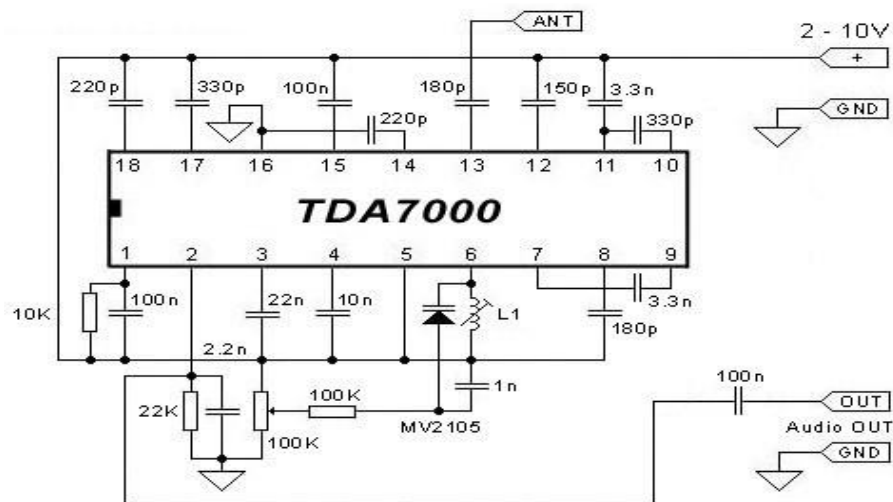 ANT
2 - 10V
+
220p
330p
100n
180p
150p
3.3n
GND
220p
330p
18 17 16 15 14 13 12 11 10
TDA7000
1 2 3 4 5 6 7 8 9
10K
100n
22n
10n
L1
3.3n
180p
2.2n
1n
100n
22K
100K
OUT
100K
MV2105
Audio OUT
GND